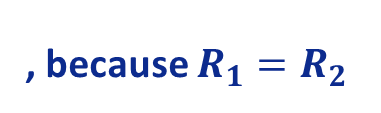 , because R₁ = R₂